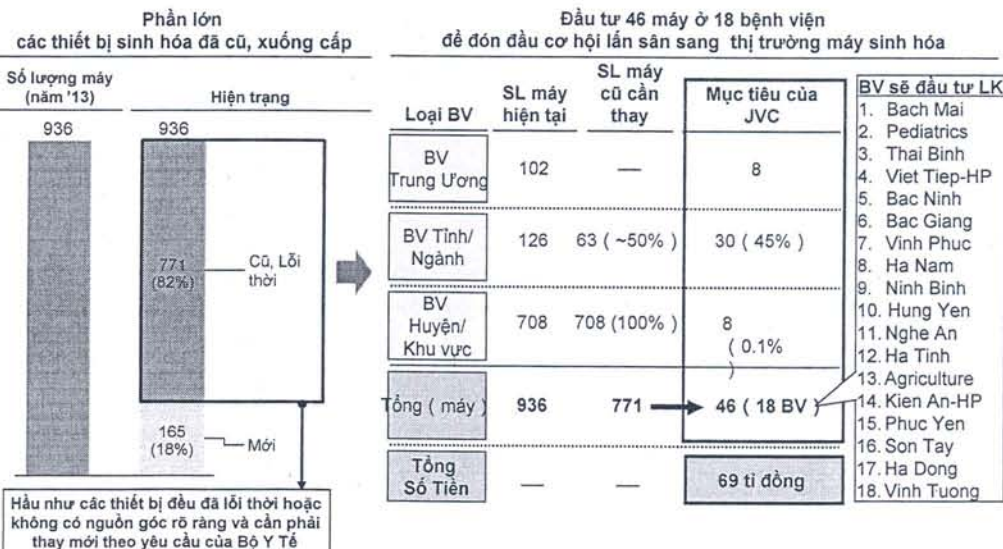 Phần lớn
các thiết bị sinh hóa đã cũ, xuống cấp
Số lượng máy
(năm '13)
Hiện trạng
936
936
771
(82%)
Cũ, Lỗi
thời
165
(18%)
Mới
Hầu như các thiết bị đều đã lỗi thời hoặc
không có nguồn gốc rõ ràng và cần phải
thay mới theo yêu cầu của Bộ Y Tế
Đầu tư 46 máy ở 18 bệnh viện
để đón đầu cơ hội lấn sân sang thị trường máy sinh hóa
Loại BV
SL máy
hiện tại
SL máy
cũ cần
thay
Mục tiêu của
JVC
BV
Trung Ương
102
—
8
BV Tỉnh/
Ngành
126
63 ( ~50% )
30 ( 45% )
BV
Huyện/
Khu vực
708
708 (100% )
8
( 0.1%
)
Tổng ( máy )
936
771
46 ( 18 BV )
Tổng
Số Tiền
—
—
69 tỉ đồng
BV sẽ đầu tư LK
1. Bach Mai
2. Pediatrics
3. Thai Binh
4. Viet Tiep-HP
5. Bac Ninh
6. Bac Giang
7. Vinh Phuc
8. Ha Nam
9. Ninh Binh
10. Hung Yen
11. Nghe An
12. Ha Tinh
13. Agriculture
14. Kien An-HP
15. Phuc Yen
16. Son Tay
17. Ha Dong
18. Vinh Tuong